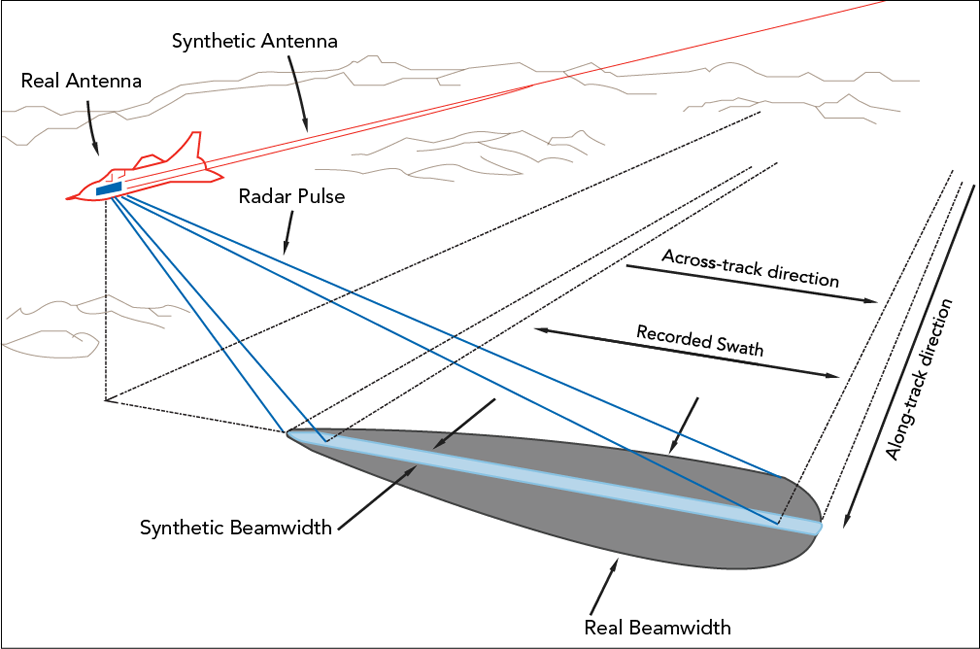 Synthetic Antenna
Real Antenna
Radar Pulse
Across-track direction
Recorded Swath
Along-track direction
Synthetic Beamwidth
Real Beamwidth